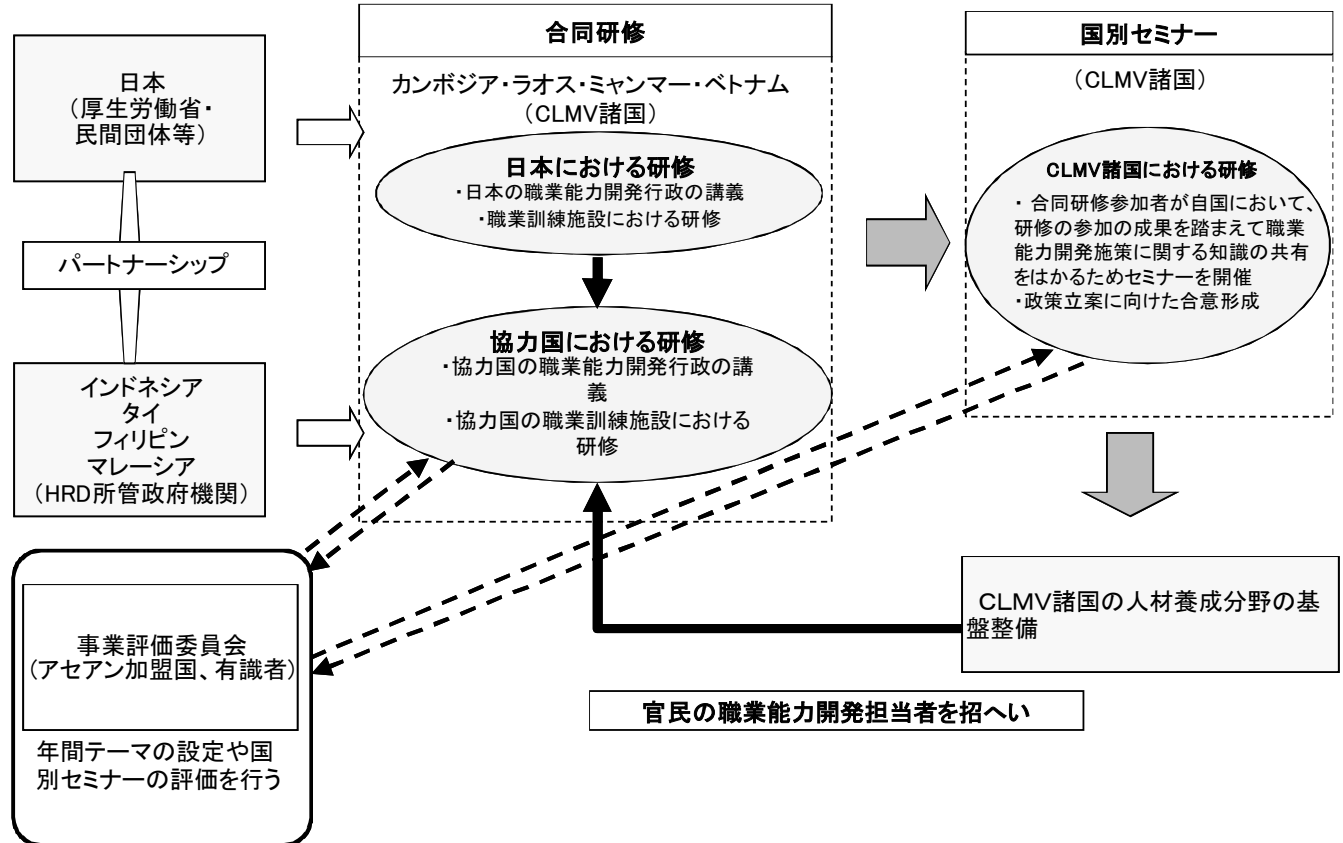 日本
(厚生労働省・
民間団体等)
パートナーシップ
インドネシア
タイ
フィリピン
マレーシア
(HRD所管政府機関)
事業評価委員会
(アセアン加盟国、有識者)
年間テーマの設定や国
別セミナーの評価を行う
合同研修
カンボジア・ラオス・ミャンマー・ベトナム
(CLMV諸国)
日本における研修
・日本の職業能力開発行政の講義
・職業訓練施設における研修
協力国における研修
・協力国の職業能力開発行政の講
義
・協力国の職業訓練施設における
研修
国別セミナー
(CLMV諸国)
CLMV諸国における研修
・ 合同研修参加者が自国において、
研修の参加の成果を踏まえて職業
能力開発施策に関する知識の共有
をはかるためセミナーを開催
・政策立案に向けた合意形成
CLMV諸国の人材養成分野の基
盤整備
官民の職業能力開発担当者を招へい